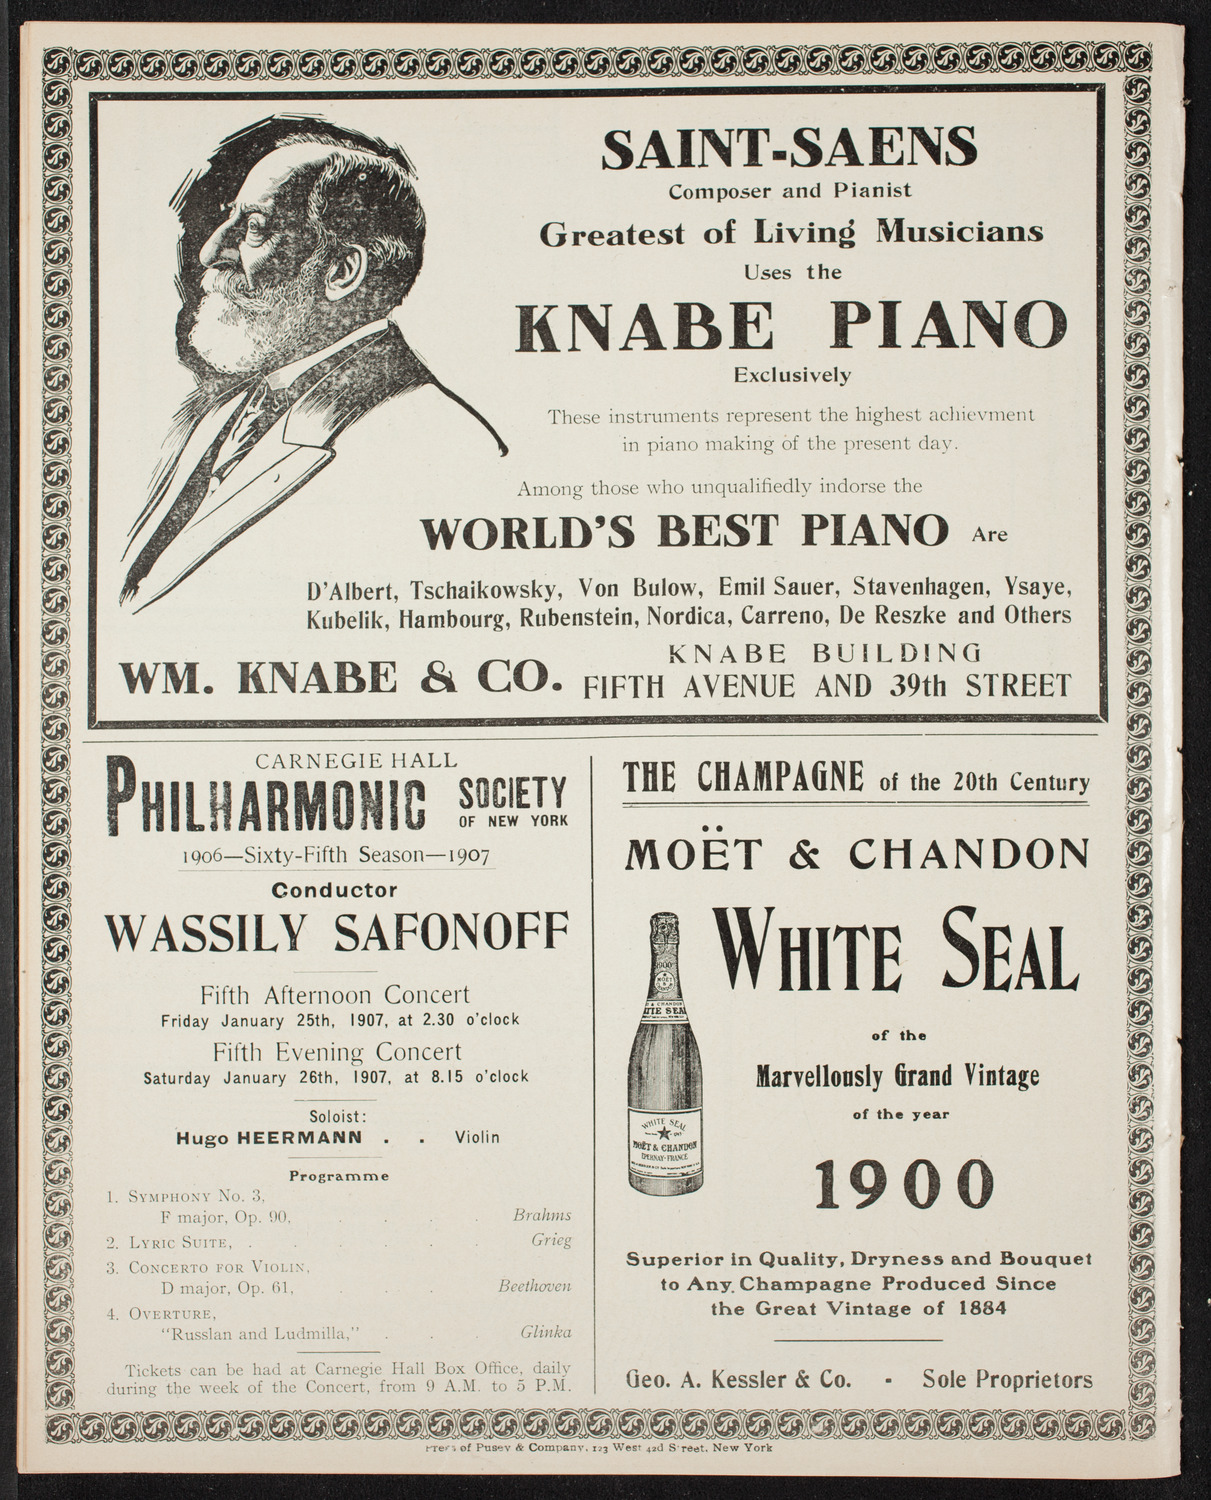 SAINT-SAENS
Composer and Pianist
Greatest of Living Musicians
Uses the
KNABE PIANO
Exclusively
These instruments represent the highest achievment
in piano making of the present day.
Among those who unqualifiedly indorse the
WORLD'S BEST PIANO Are
D'Albert, Tschaikowsky, Von Bulow, Emil Sauer, Stavenhagen, Ysaye,
Kubelik, Hambourg, Rubenstein, Nordica, Carreno, De Reszke and Others
WM. KNABE & CO.
KNABE BUILDING
FIFTH AVENUE AND 39th STREET
CARNEGIE HALL
PHILHARMONIC SOCIETY
OF NEW YORK
1906—Sixty-Fifth Season—1907
Conductor
WASSILY SAFONOFF
Fifth Afternoon Concert
Friday January 25th, 1907, at 2.30 o'clock
Fifth Evening Concert
Saturday January 26th, 1907, at 8.15 o'clock
Soloist:
Hugo HEERMANN . . Violin
Programme
1. SYMPHONY NO. 3,
F major, Op. 90, . . . . Brahms
2. LYRIC SUITE, . . . . . Grieg
3. CONCERTO FOR VIOLIN,
D major, Op. 61, . . . Beethoven
4. OVERTURE,
"Russlan and Ludmilla," . . . Glinka
Tickets can be had at Carnegie Hall Box Office, daily
during the week of the Concert, from 9 A.M. to 5 P.M.
THE CHAMPAGNE of the 20th Century
MOËT & CHANDON
WHITE SEAL
1900
MOËT
& CHANDON
WHITE SEAL
MOËT & CHANDON
EPERNAY-FRANCE
of the
Marvellously Grand Vintage
of the year
1900
Superior in Quality, Dryness and Bouquet
to Any Champagne Produced Since
the Great Vintage of 1884
Geo. A. Kessler & Co. - Sole Proprietors
Press of Pusey & Company, 123 West 42d Street, New York